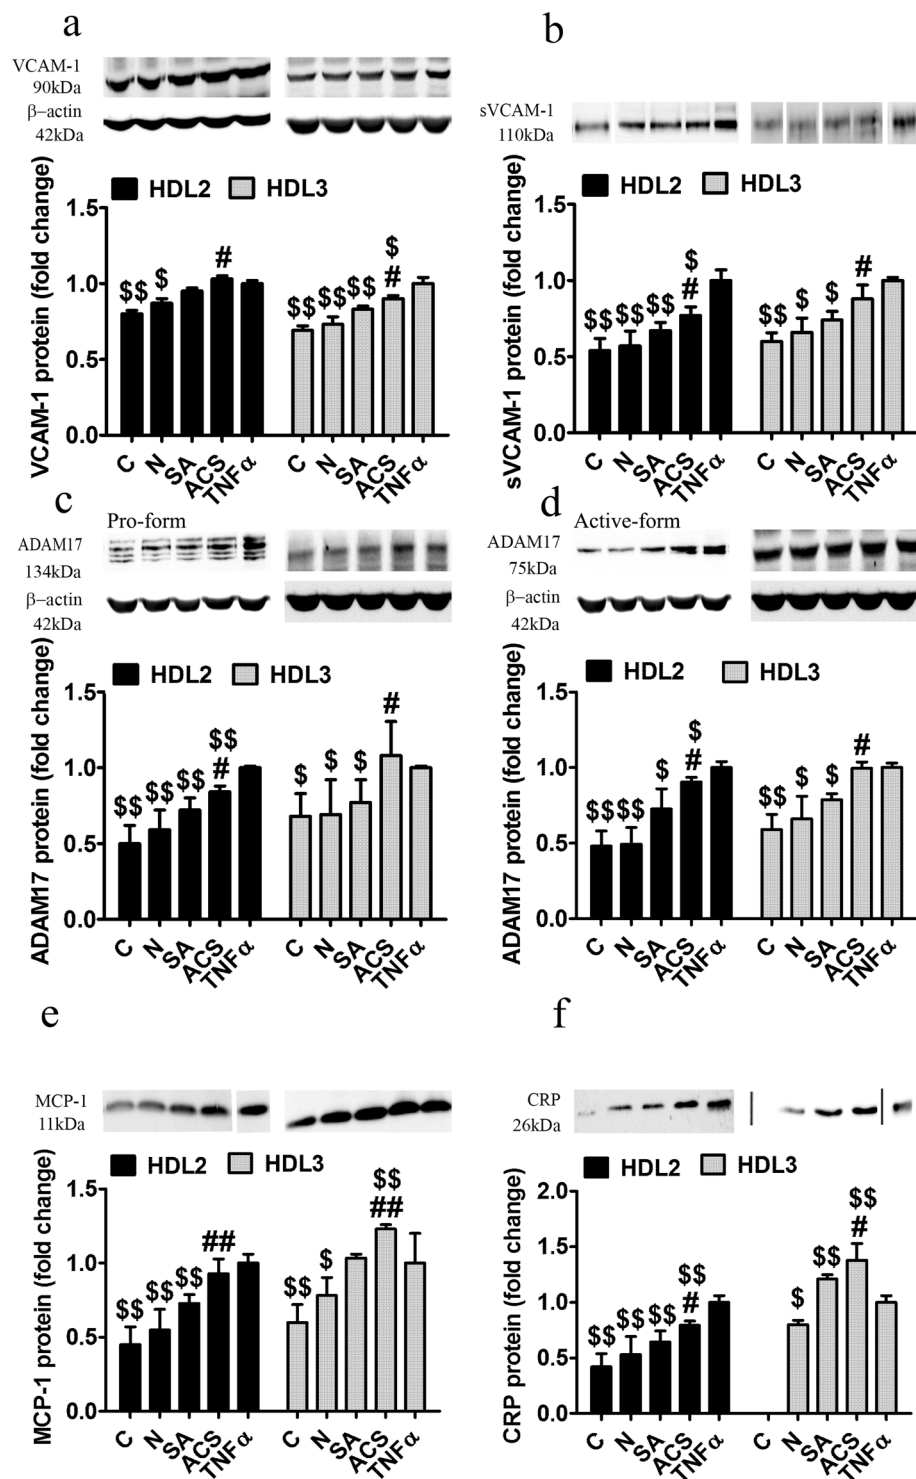 a
VCAM-1
90kDa
β–actin
42kDa
HDL2 HDL3
VCAM-1 protein (fold change)
1.5
1.0
0.5
0.0
$$ $ # $$ $$ $$ $
#
C N SA ACS TNFα C N SA ACS TNFα
b
sVCAM-1
110kDa
HDL2 HDL3
sVCAM-1 protein (fold change)
1.5
1.0
0.5
0.0
$$ $$ $$ $
#
$$ $ $ #
C N SA ACS TNFα C N SA ACS TNFα
c
Pro-form
ADAM17
134kDa
β–actin
42kDa
HDL2 HDL3
ADAM17 protein (fold change)
1.5
1.0
0.5
0.0
$$ $$ $$ $$
#
$ $ $ #
C N SA ACS TNFα C N SA ACS TNFα
d
Active-form
ADAM17
75kDa
β–actin
42kDa
HDL2 HDL3
ADAM17 protein (fold change)
1.5
1.0
0.5
0.0
$$ $$ $ $
#
$$ $ $ #
C N SA ACS TNFα C N SA ACS TNFα
e
MCP-1
11kDa
HDL2 HDL3
MCP-1 protein (fold change)
1.5
1.0
0.5
0.0
$$ $$ $$ ##
$$ $ $$
##
C N SA ACS TNFα C N SA ACS TNFα
f
CRP
26kDa
HDL2 HDL3
CRP protein (fold change)
2.0
1.5
1.0
0.5
0.0
$$ $$ $$ $$
#
$ $$ $$
#
C N SA ACS TNFα C N SA ACS TNFα